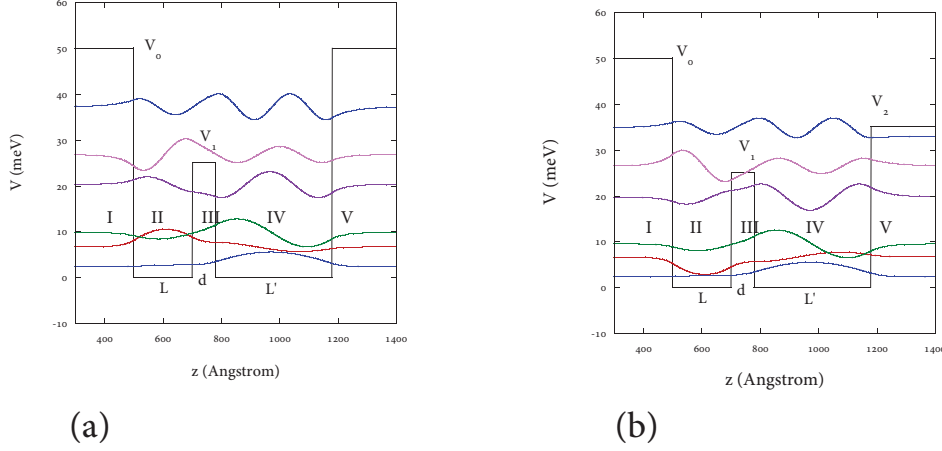 60
50
40
30
20
10
0
-10
V (meV)
V0
V1
I II III IV V
L d L'
400 600 800 1000 1200 1400
z (Angstrom)
(a)
60
50
40
30
20
10
0
-10
V (meV)
V0
V2
V1
I II III IV V
L d L'
400 600 800 1000 1200 1400
z (Angstrom)
(b)